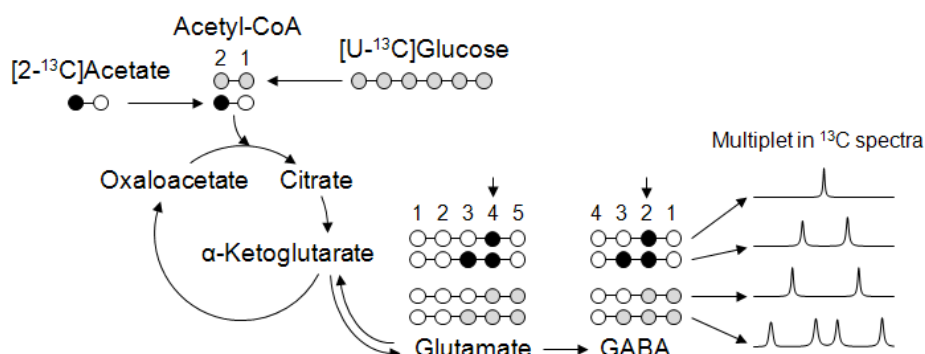 Acetyl-CoA
[2-¹³C]Acetate
2 1
[U-¹³C]Glucose
Multiplet in ¹³C spectra
Oxaloacetate
Citrate
1 2 3 4 5
4 3 2 1
α-Ketoglutarate
Glutamate
GABA